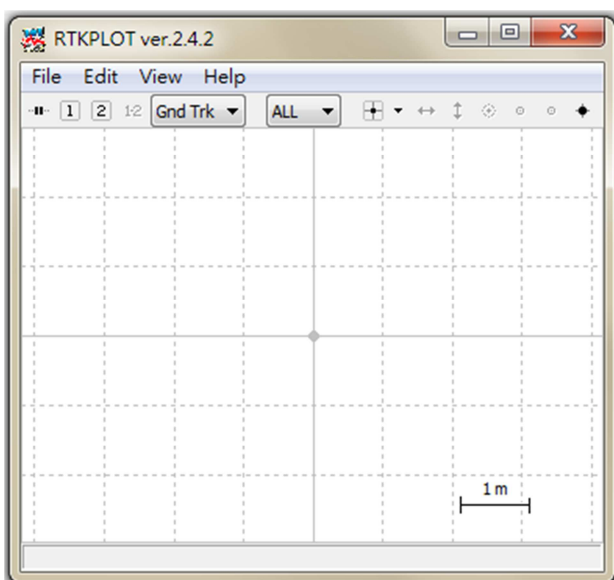 RTKPLOT ver.2.4.2
File Edit View Help
1 2 1-2 Gnd Trk ALL
1 m